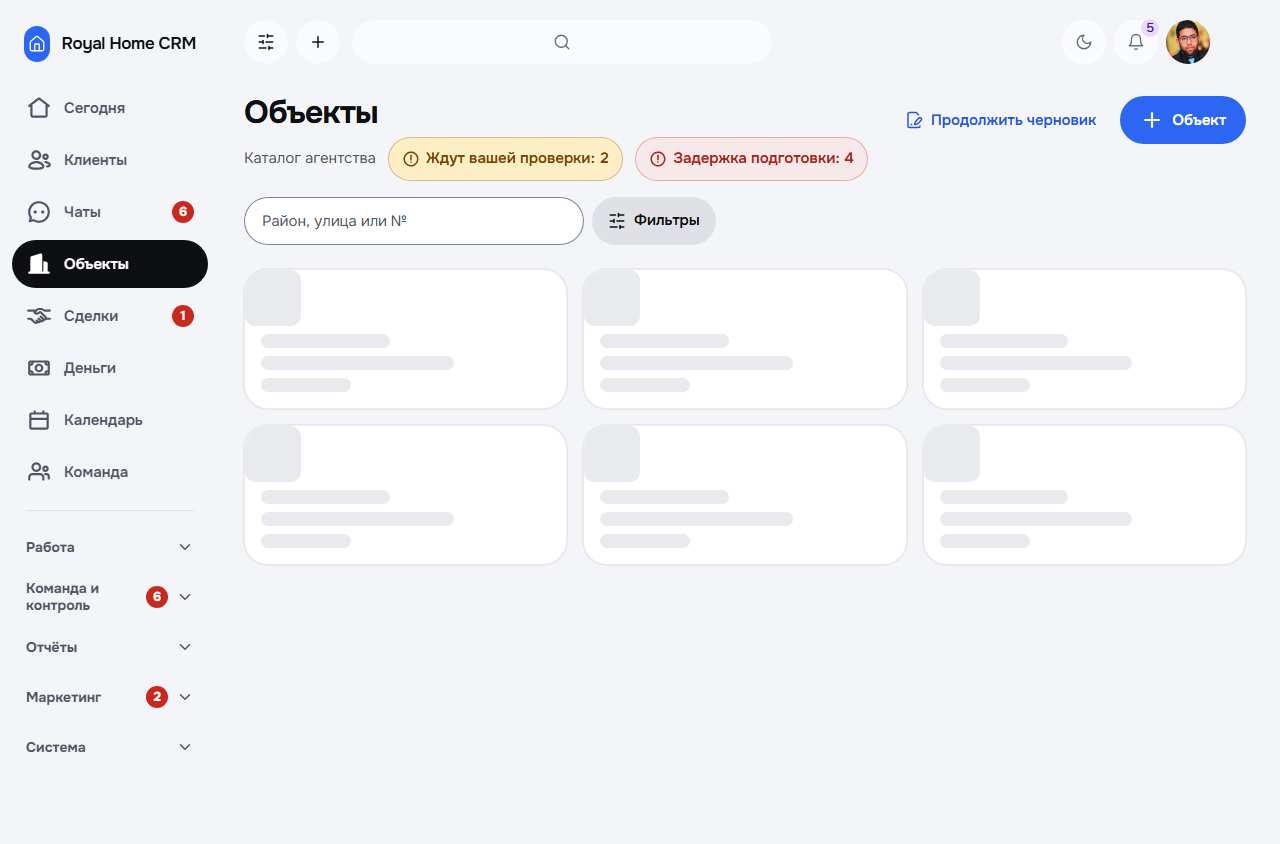 Royal Home CRM
5
Сегодня
Клиенты
Чаты 6
Объекты
Сделки 1
Деньги
Календарь
Команда
Работа
Команда и
контроль 6
Отчёты
Маркетинг 2
Система
Объекты
Продолжить черновик
Объект
Каталог агентства
Ждут вашей проверки: 2
Задержка подготовки: 4
Район, улица или №
Фильтры